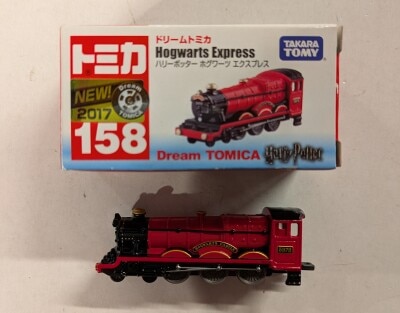 トミカ
ドリームトミカ
Hogwarts Express
ハリーポッター ホグワーツ エクスプレス
TAKARA
TOMY
NEW!
2017
Dream
TOMICA
158
Dream TOMICA
Harry Potter